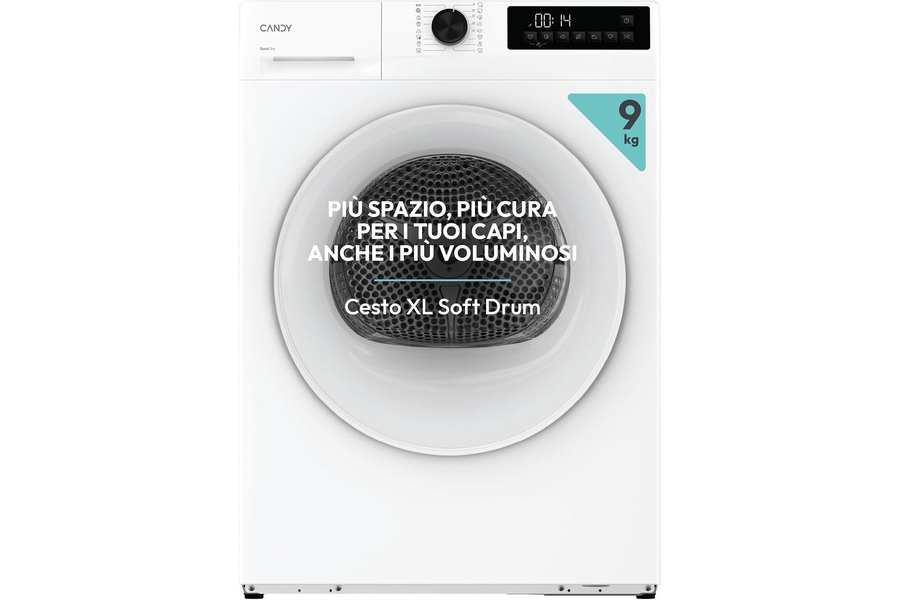 CANDY
QuickDry
00:14
9
kg
PIÙ SPAZIO, PIÙ CURA
PER I TUOI CAPI,
ANCHE I PIÙ VOLUMINOSI
Cesto XL Soft Drum